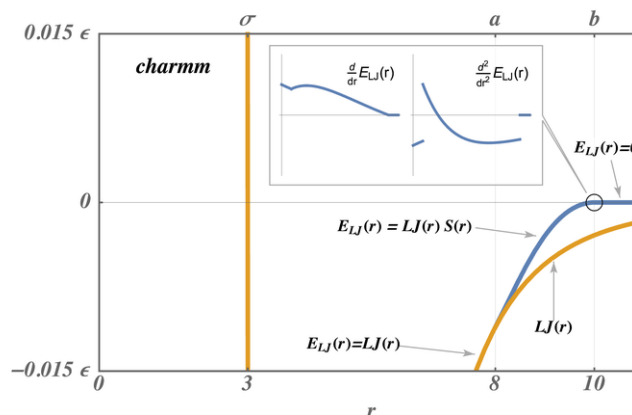 σ a b
0.015 ϵ
charmm
d/dr E_LJ(r)
d²/dr² E_LJ(r)
E_LJ(r)=0
0
E_LJ(r) = LJ(r) S(r)
LJ(r)
E_LJ(r)=LJ(r)
−0.015 ϵ
0 3 8 10
r